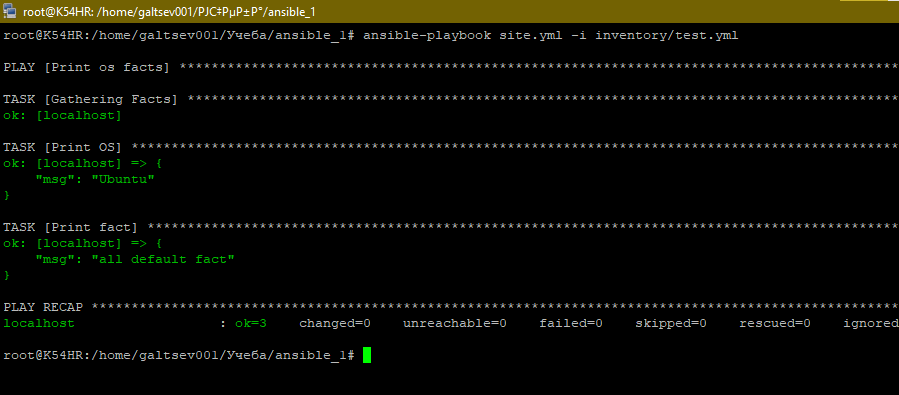 root@K54HR: /home/galtsev001/РЈС‡РµР±Р°/ansible_1
root@K54HR:/home/galtsev001/Учеба/ansible_1# ansible-playbook site.yml -i inventory/test.yml
PLAY [Print os facts] ******************************************************************************************
TASK [Gathering Facts] *****************************************************************************************
ok: [localhost]
TASK [Print OS] ************************************************************************************************
ok: [localhost] => {
    "msg": "Ubuntu"
}
TASK [Print fact] **********************************************************************************************
ok: [localhost] => {
    "msg": "all default fact"
}
PLAY RECAP *****************************************************************************************************
localhost                  : ok=3    changed=0    unreachable=0    failed=0    skipped=0    rescued=0    ignored
root@K54HR:/home/galtsev001/Учеба/ansible_1#